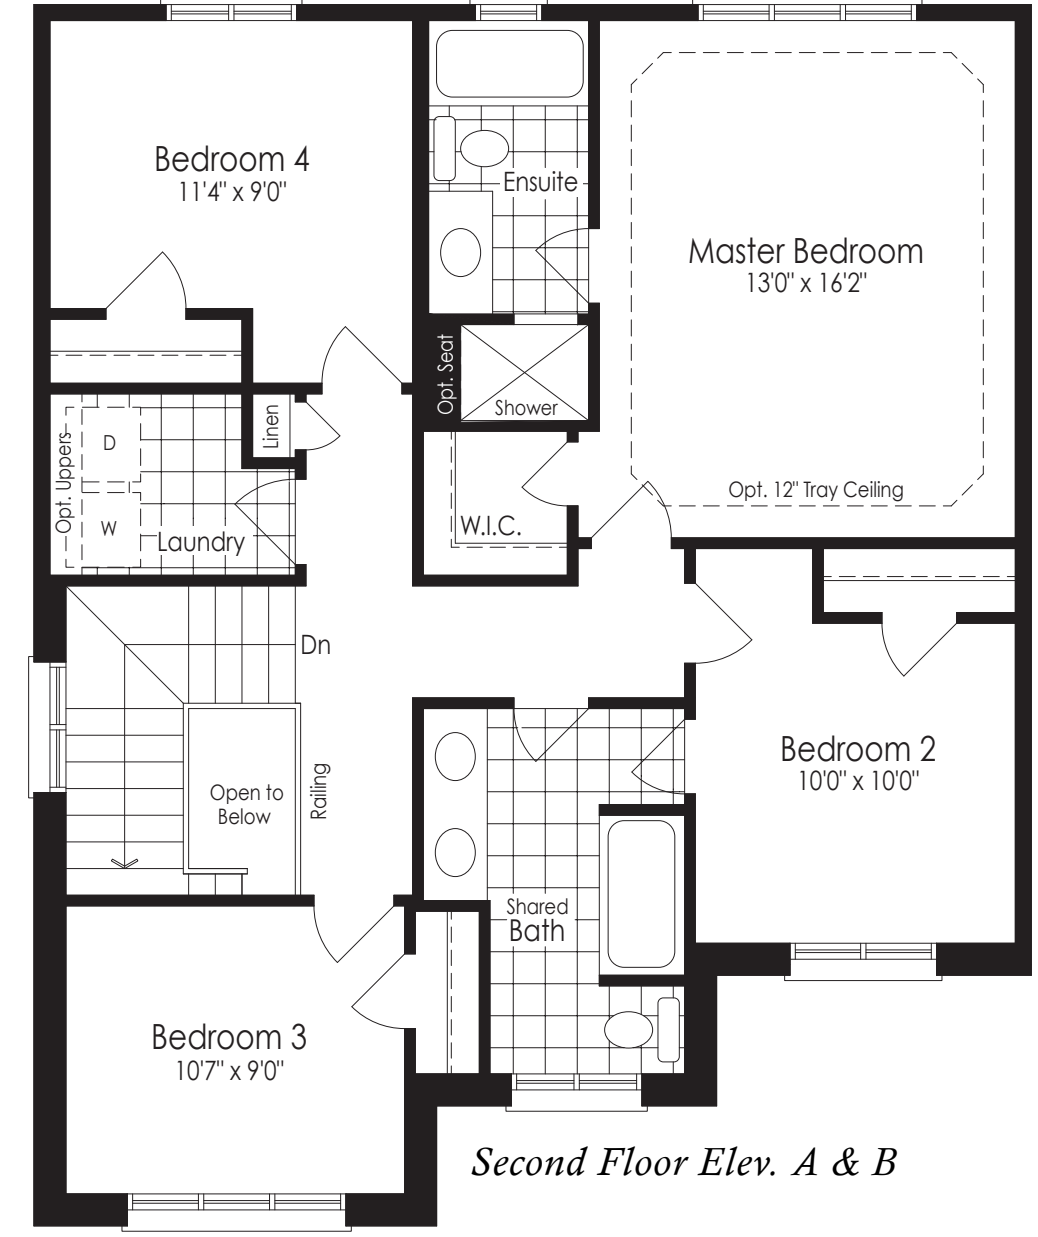 Bedroom 4
11'4" x 9'0"
Ensuite
Master Bedroom
13'0" x 16'2"
Opt. Seat
Shower
Linen
D
Opt. Uppers
W
Laundry
W.I.C.
Opt. 12" Tray Ceiling
Dn
Bedroom 2
10'0" x 10'0"
Open to
Below
Railing
Shared
Bath
Bedroom 3
10'7" x 9'0"
Second Floor Elev. A & B